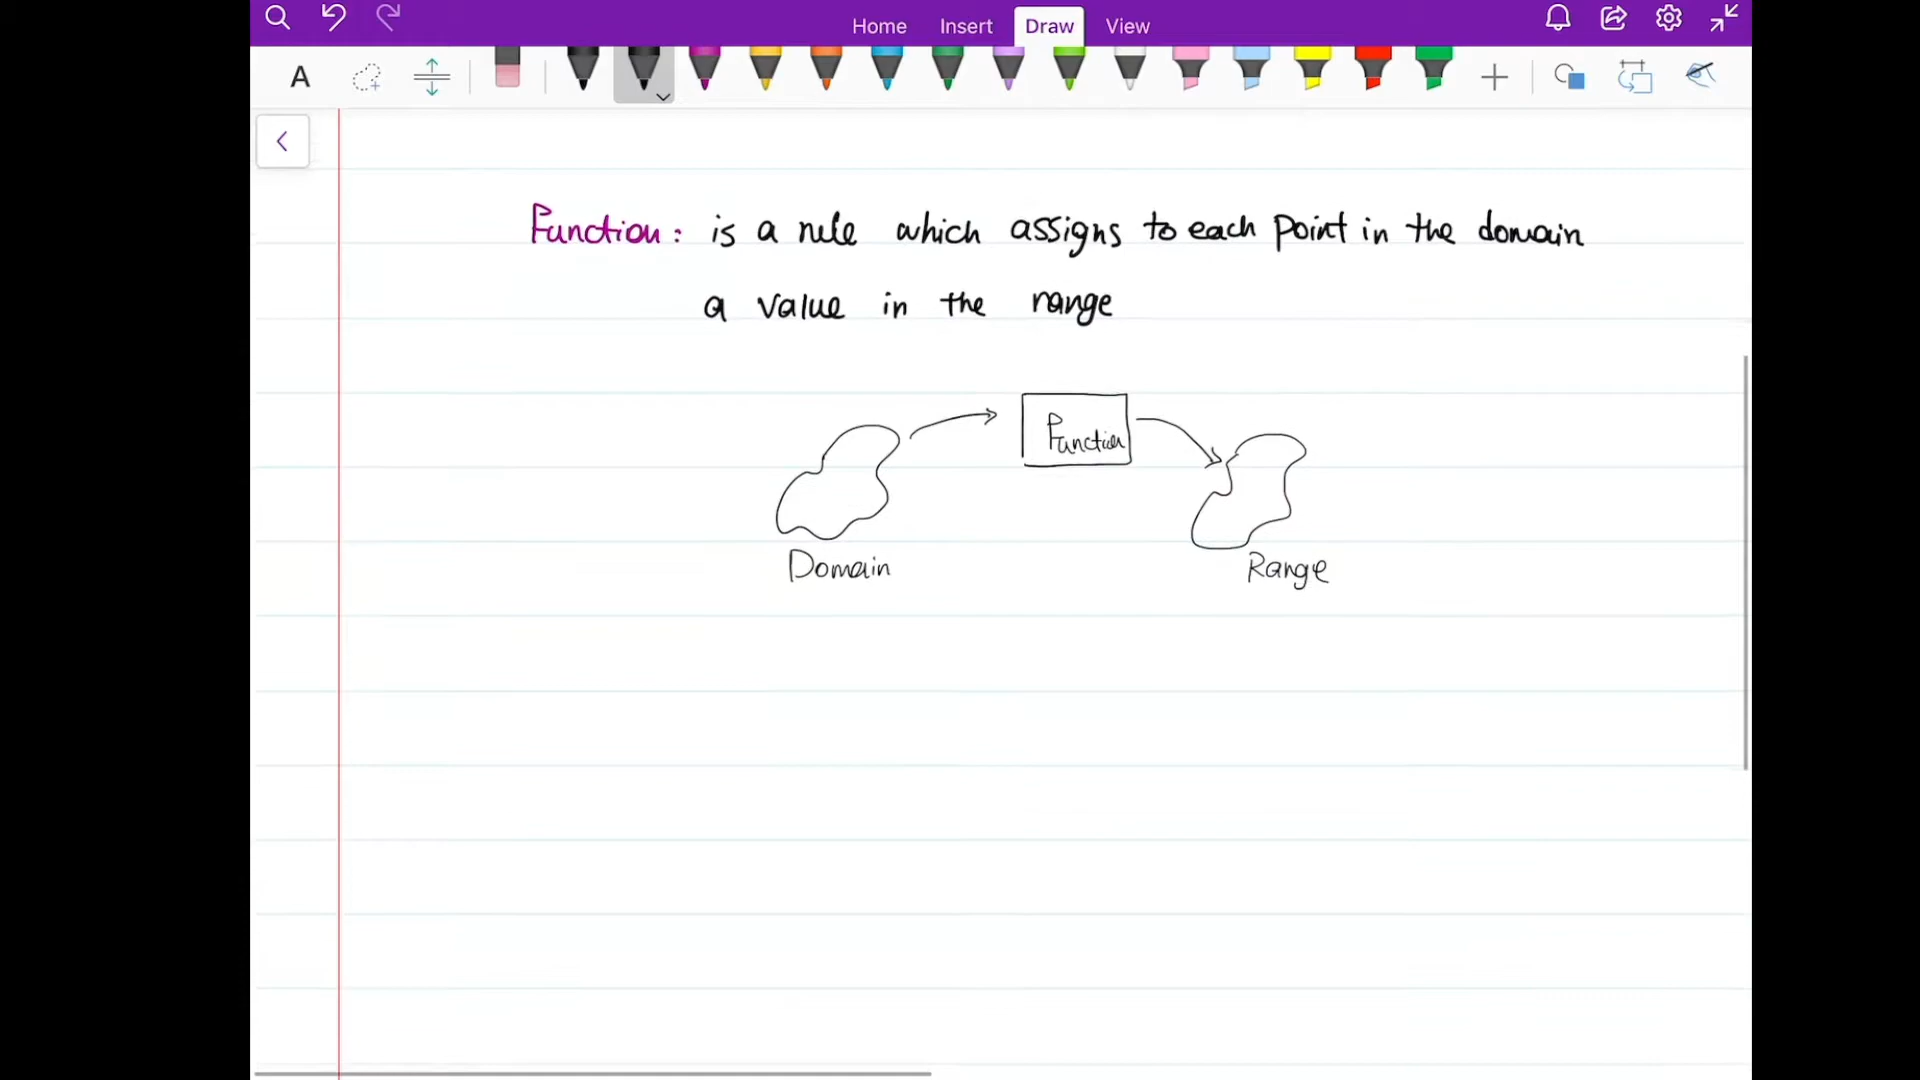 Home Insert Draw View
A
Function: is a rule which assigns to each point in the domain
a value in the range
Function
Domain
Range